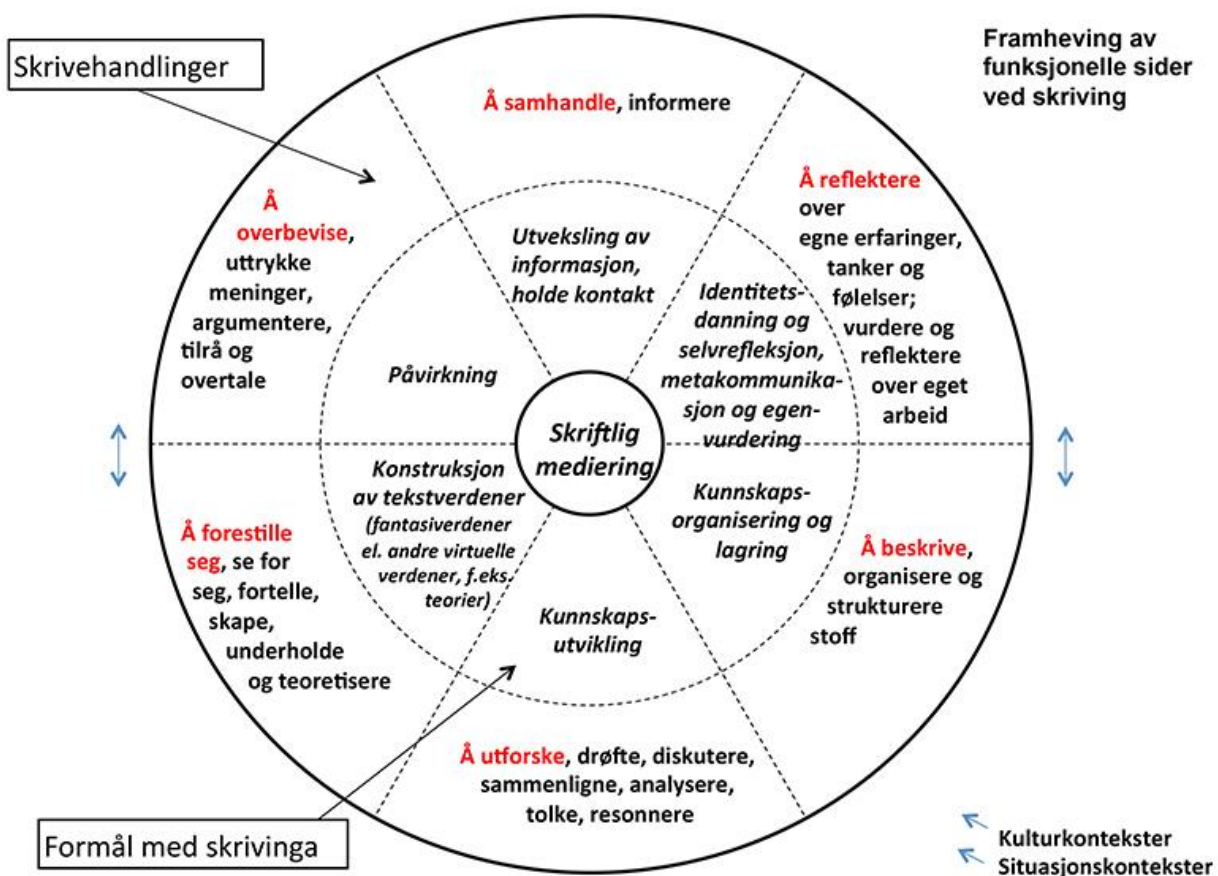 Skrivehandlinger
Framheving av
funksjonelle sider
ved skriving
Å samhandle, informere
Å reflektere
over
egne erfaringer,
tanker og
følelser;
vurdere og
reflektere
over eget
arbeid
Å
overbevise,
uttrykke
meninger,
argumentere,
tilrå og
overtale
Utveksling av
informasjon,
holde kontakt
Identitets-
danning og
selvrefleksjon,
metakommunika-
sjon og egen-
vurdering
Påvirkning
Skriftlig
mediering
Konstruksjon
av tekstverdener
(fantasiverdener
el. andre virtuelle
verdener, f.eks.
teorier)
Kunnskaps-
organisering og
lagring
Å forestille
seg, se for
seg, fortelle,
skape,
underholde
og teoretisere
Å beskrive,
organisere og
strukturere
stoff
Kunnskaps-
utvikling
Å utforske, drøfte, diskutere,
sammenligne, analysere,
tolke, resonnere
Formål med skrivinga
Kulturkontekster
Situasjonskontekster